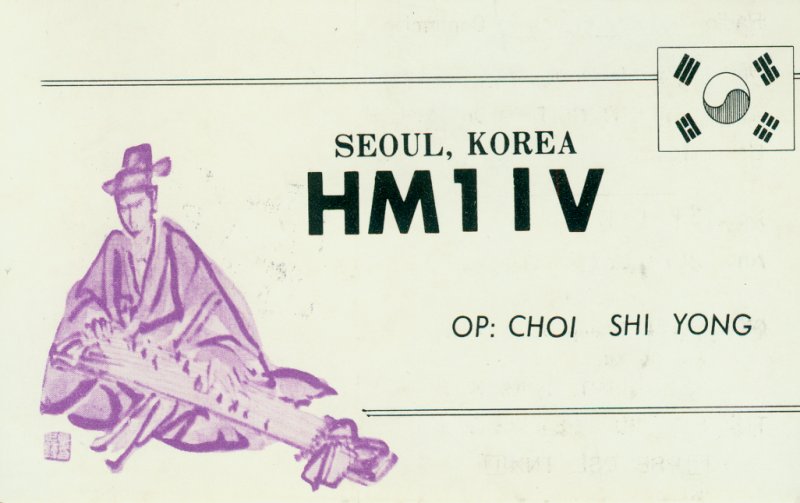 SEOUL, KOREA
HM1IV
OP: CHOI SHI YONG